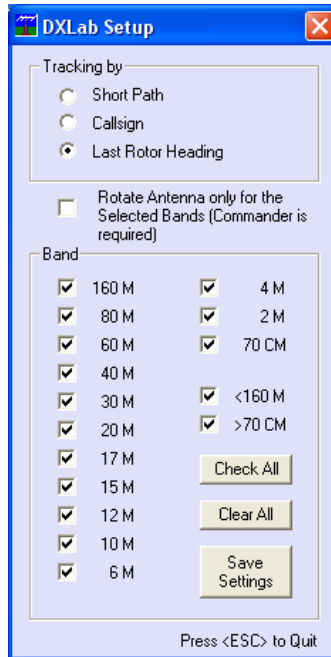 DXLab Setup
Tracking by
Short Path
Callsign
Last Rotor Heading
Rotate Antenna only for the
Selected Bands (Commander is
required)
Band
160 M
80 M
60 M
40 M
30 M
20 M
17 M
15 M
12 M
10 M
6 M
4 M
2 M
70 CM
<160 M
>70 CM
Check All
Clear All
Save
Settings
Press <ESC> to Quit